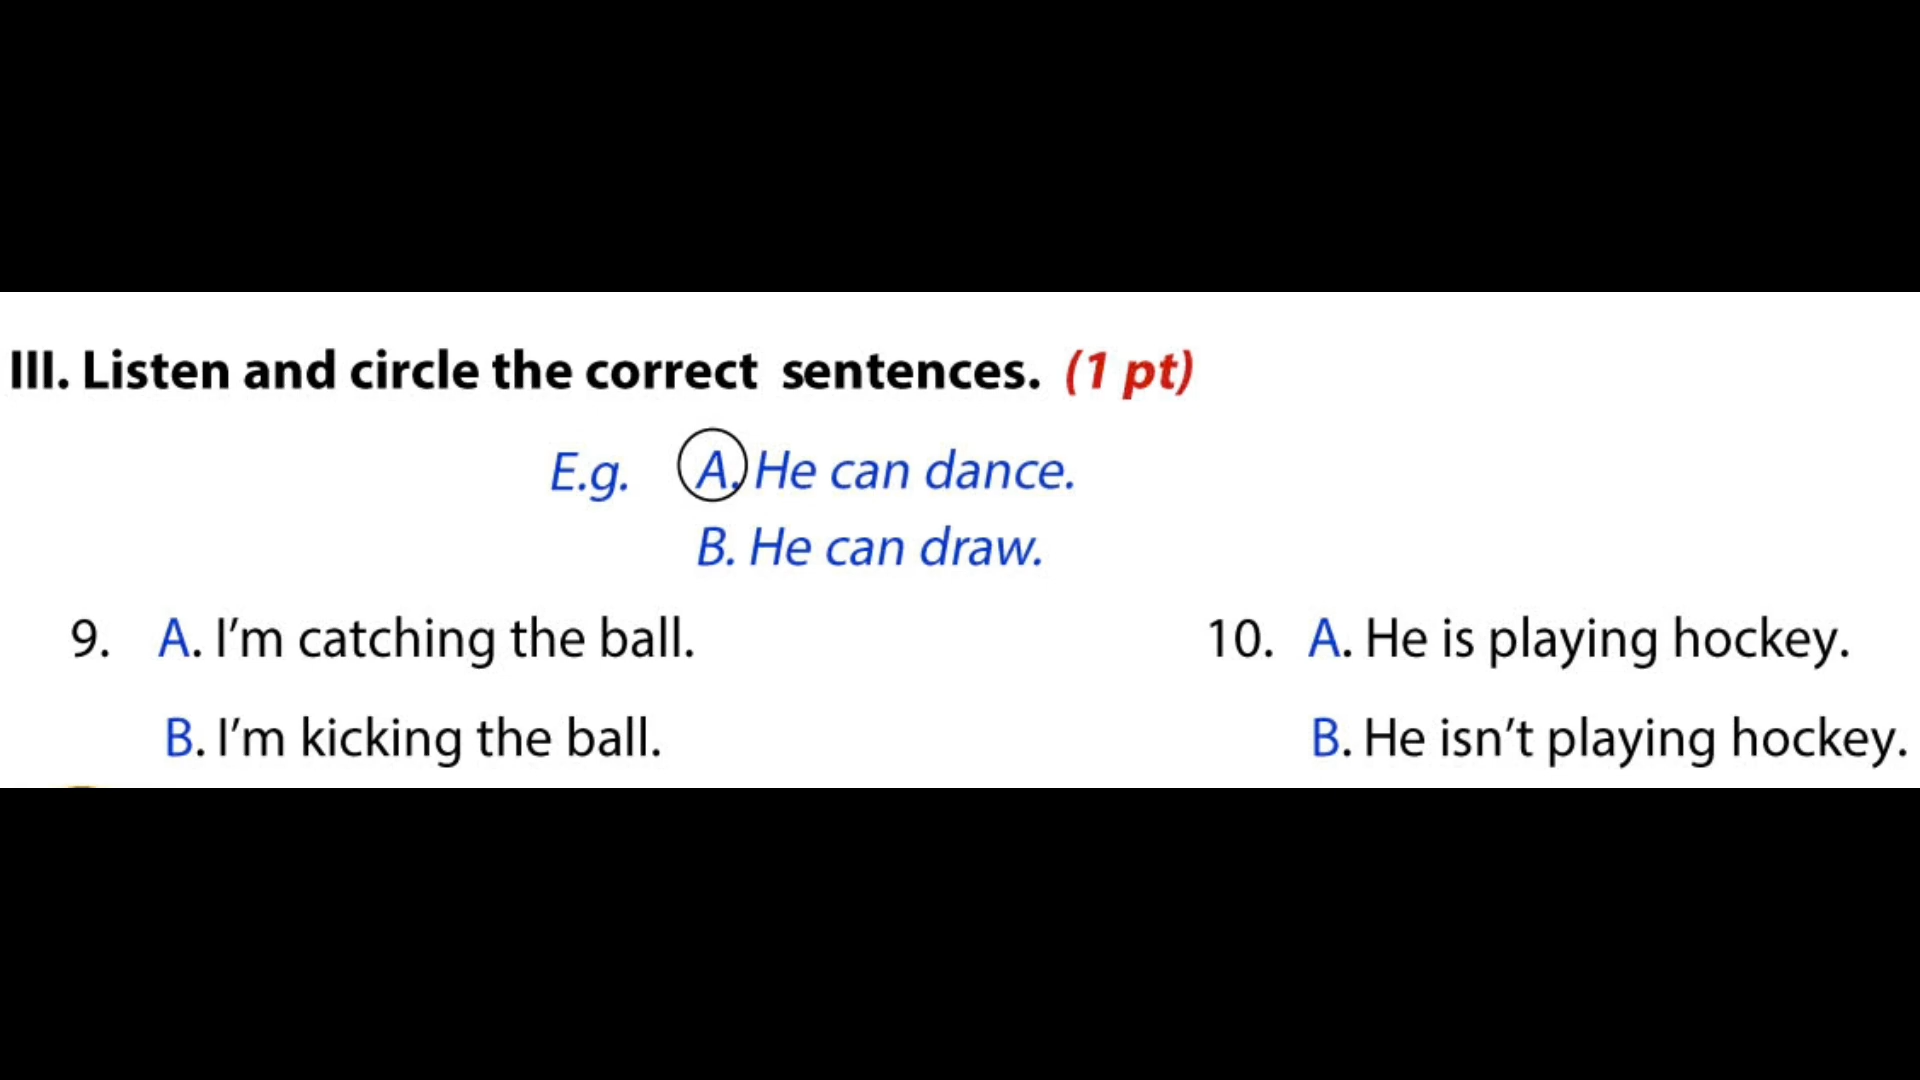 III. Listen and circle the correct sentences. (1 pt)
E.g. A. He can dance.
B. He can draw.
9. A. I’m catching the ball.
B. I’m kicking the ball.
10. A. He is playing hockey.
B. He isn’t playing hockey.